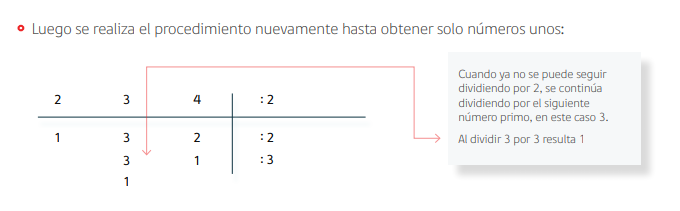 Luego se realiza el procedimiento nuevamente hasta obtener solo números unos:
2 3 4 : 2
1 3 2 : 2
3 1 : 3
1
Cuando ya no se puede seguir
dividiendo por 2, se continúa
dividiendo por el siguiente
número primo, en este caso 3.
Al dividir 3 por 3 resulta 1